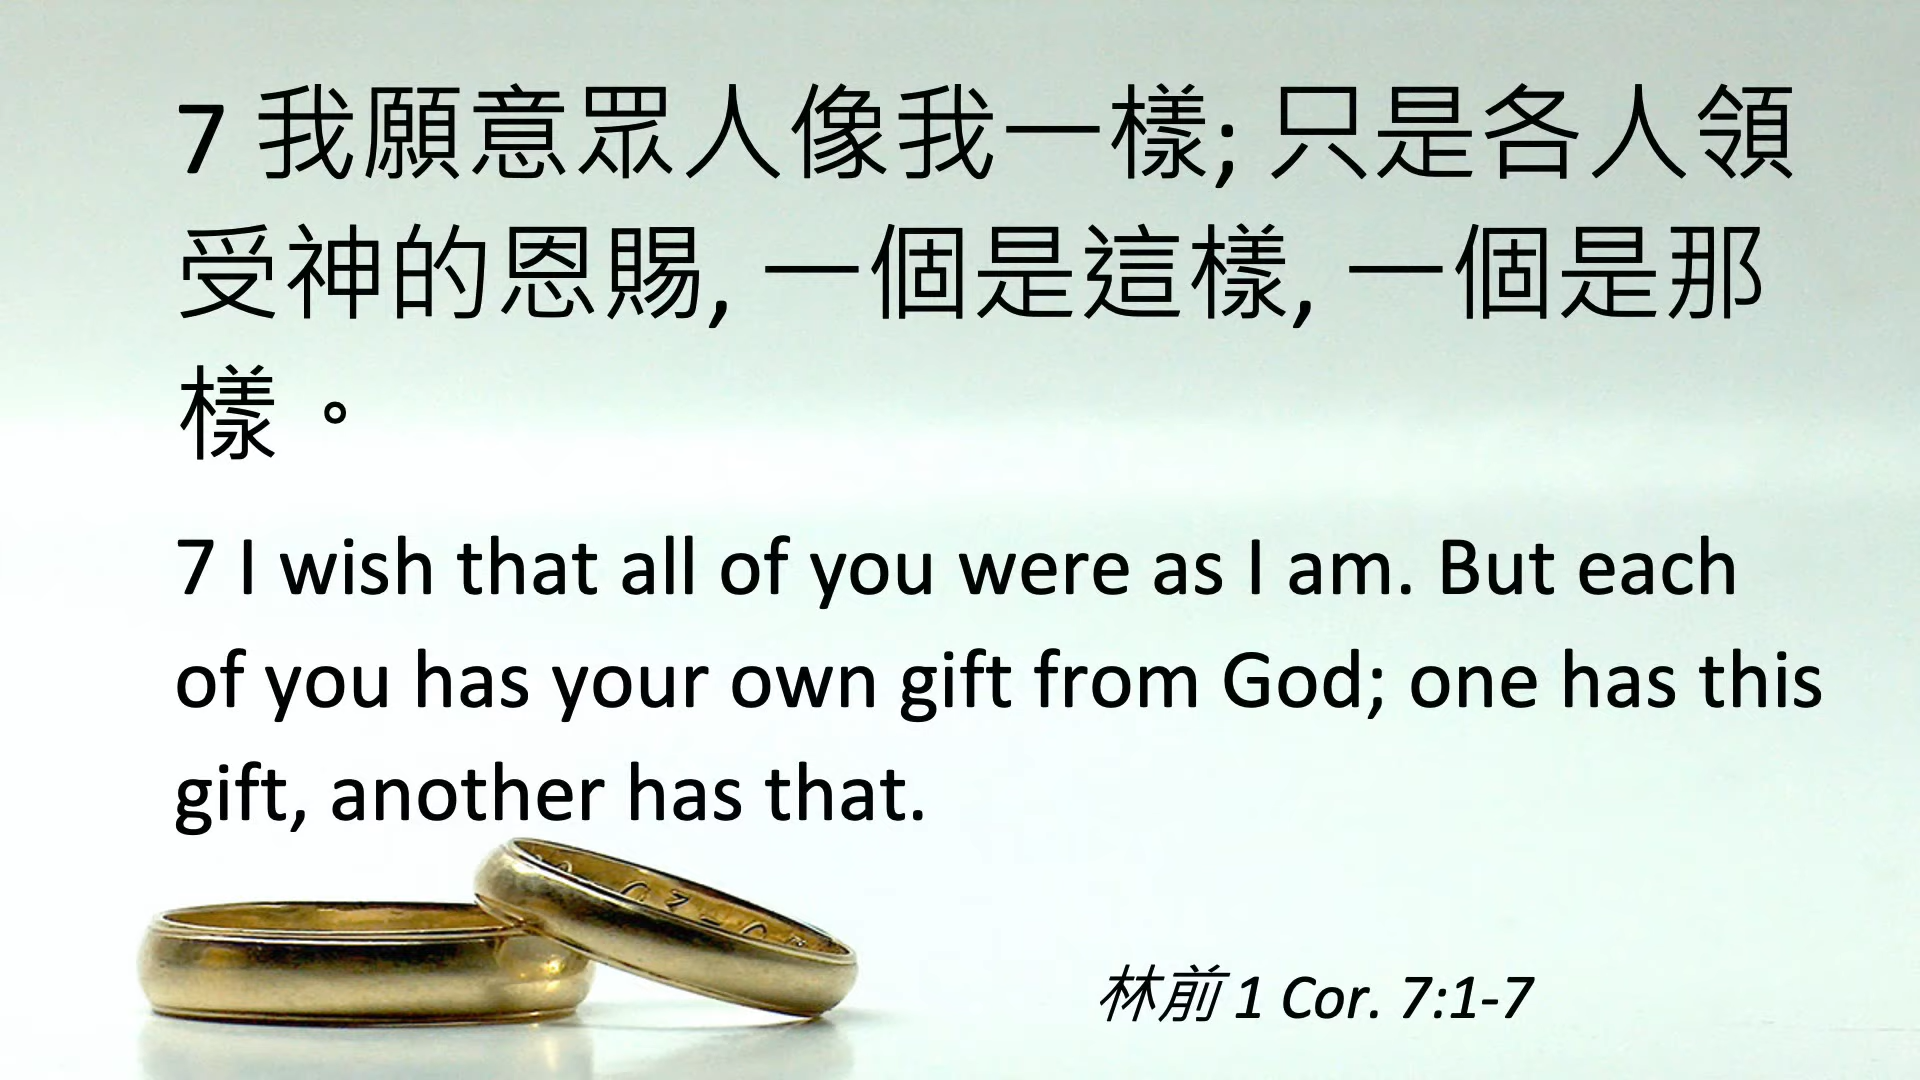 7 我願意眾人像我一樣; 只是各人領
受神的恩賜, 一個是這樣, 一個是那
樣。
7 I wish that all of you were as I am. But each
of you has your own gift from God; one has this
gift, another has that.
林前 1 Cor. 7:1-7